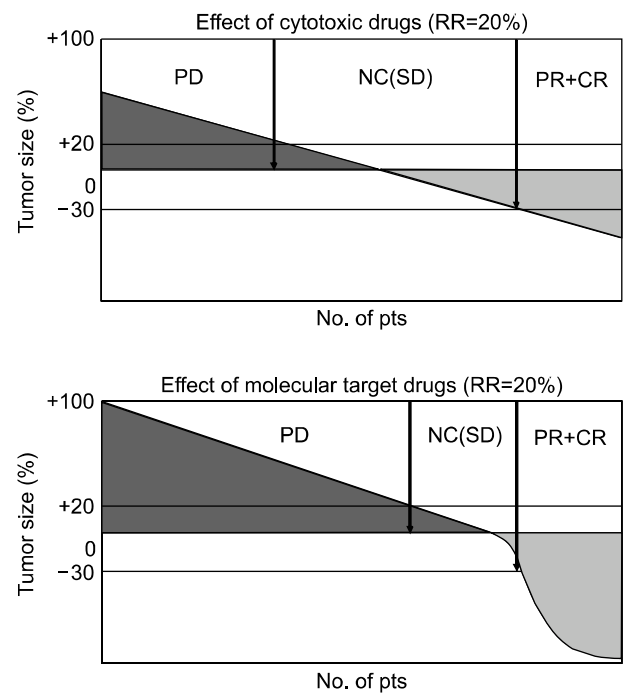 Effect of cytotoxic drugs (RR=20%)
+100
PD
NC(SD)
PR+CR
+20
0
−30
Tumor size (%)
No. of pts
Effect of molecular target drugs (RR=20%)
+100
PD
NC(SD)
PR+CR
+20
0
−30
Tumor size (%)
No. of pts